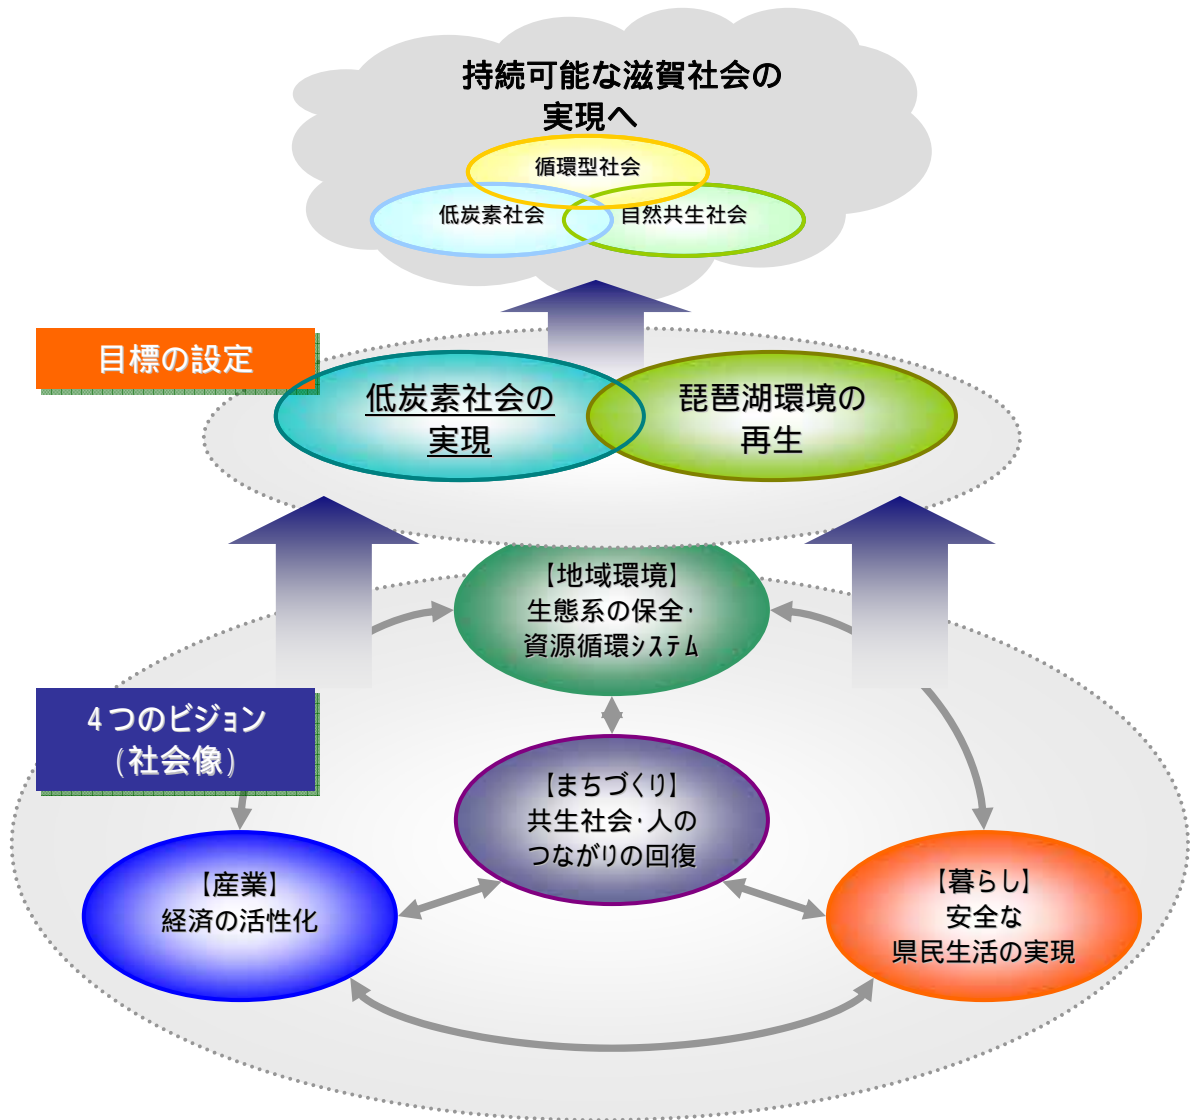 持続可能な滋賀社会の
実現へ
循環型社会
低炭素社会
自然共生社会
目標の設定
低炭素社会の
実現
琵琶湖環境の
再生
【地域環境】
生態系の保全・
資源循環システム
4つのビジョン
(社会像)
【まちづくり】
共生社会・人の
つながりの回復
【産業】
経済の活性化
【暮らし】
安全な
県民生活の実現